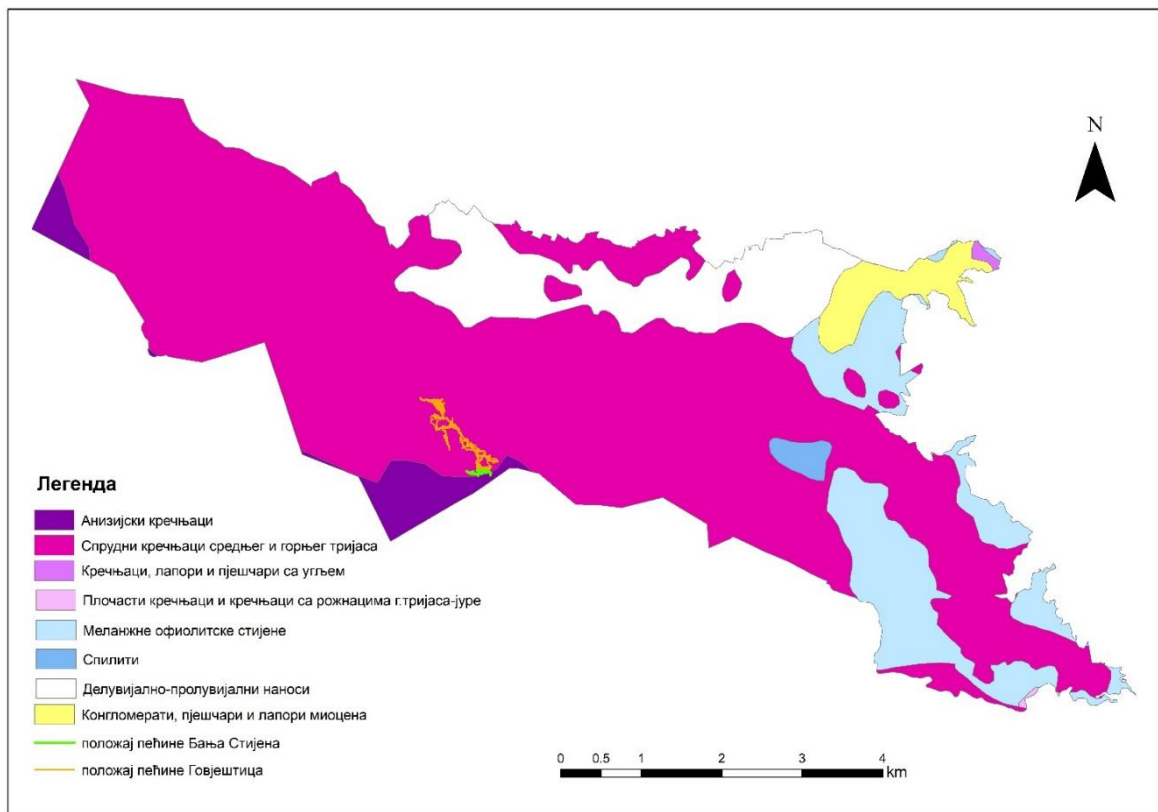 N
Легенда
Анизијски кречњаци
Спрудни кречњаци средњег и горњег тријаса
Кречњаци, лапори и пјешчари са угљем
Плочасти кречњаци и кречњаци са рожнацима г.тријаса-јуре
Меланжне офиолитске стијене
Спилити
Делувијално-пролувијални наноси
Конгломерати, пјешчари и лапори миоцена
положај пећине Бања Стијена
положај пећине Говјештица
0 0.5 1 2 3 4
km